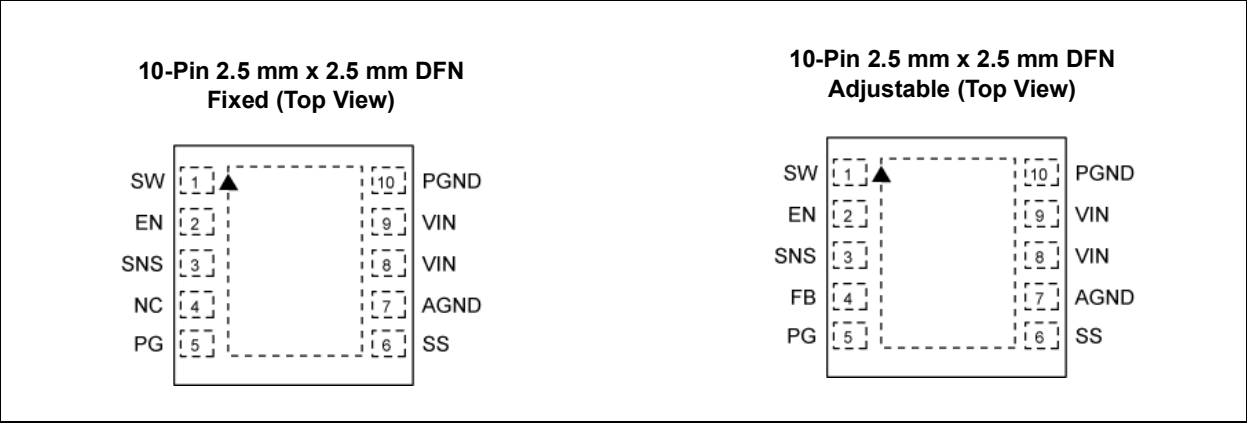 10-Pin 2.5 mm x 2.5 mm DFN
Fixed (Top View)
SW 1 10 PGND
EN 2 9 VIN
SNS 3 8 VIN
NC 4 7 AGND
PG 5 6 SS
10-Pin 2.5 mm x 2.5 mm DFN
Adjustable (Top View)
SW 1 10 PGND
EN 2 9 VIN
SNS 3 8 VIN
FB 4 7 AGND
PG 5 6 SS